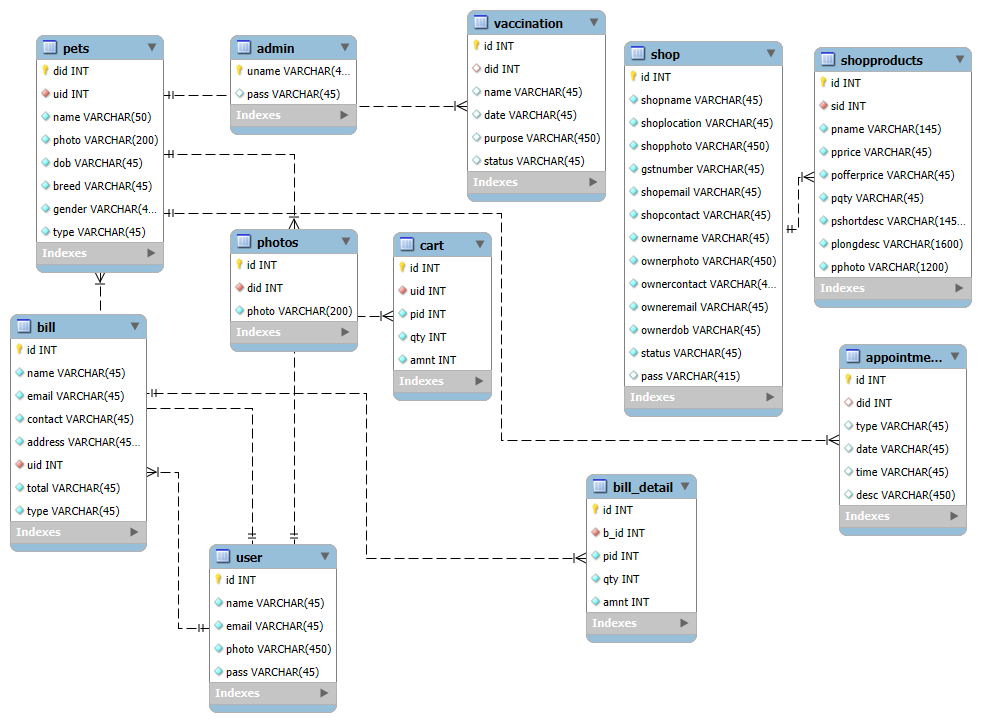 pets
did INT
uid INT
name VARCHAR(50)
photo VARCHAR(200)
dob VARCHAR(45)
breed VARCHAR(45)
gender VARCHAR(4...
type VARCHAR(45)
Indexes
admin
uname VARCHAR(4...
pass VARCHAR(45)
Indexes
vaccination
id INT
did INT
name VARCHAR(45)
date VARCHAR(45)
purpose VARCHAR(450)
status VARCHAR(45)
Indexes
shop
id INT
shopname VARCHAR(45)
shoplocation VARCHAR(45)
shopphoto VARCHAR(450)
gstnumber VARCHAR(45)
shopemail VARCHAR(45)
shopcontact VARCHAR(45)
ownername VARCHAR(45)
ownerphoto VARCHAR(450)
ownercontact VARCHAR(4...
owneremail VARCHAR(45)
ownerdob VARCHAR(45)
status VARCHAR(45)
pass VARCHAR(415)
Indexes
shopproducts
id INT
sid INT
pname VARCHAR(145)
pprice VARCHAR(45)
pofferprice VARCHAR(45)
pqty VARCHAR(45)
pshortdesc VARCHAR(145...
plongdesc VARCHAR(1600)
pphoto VARCHAR(1200)
Indexes
photos
id INT
did INT
photo VARCHAR(200)
Indexes
cart
id INT
uid INT
pid INT
qty INT
amnt INT
Indexes
bill
id INT
name VARCHAR(45)
email VARCHAR(45)
contact VARCHAR(45)
address VARCHAR(45...
uid INT
total VARCHAR(45)
type VARCHAR(45)
Indexes
appointme...
id INT
did INT
type VARCHAR(45)
date VARCHAR(45)
time VARCHAR(45)
desc VARCHAR(450)
Indexes
bill_detail
id INT
b_id INT
pid INT
qty INT
amnt INT
Indexes
user
id INT
name VARCHAR(45)
email VARCHAR(45)
photo VARCHAR(450)
pass VARCHAR(45)
Indexes